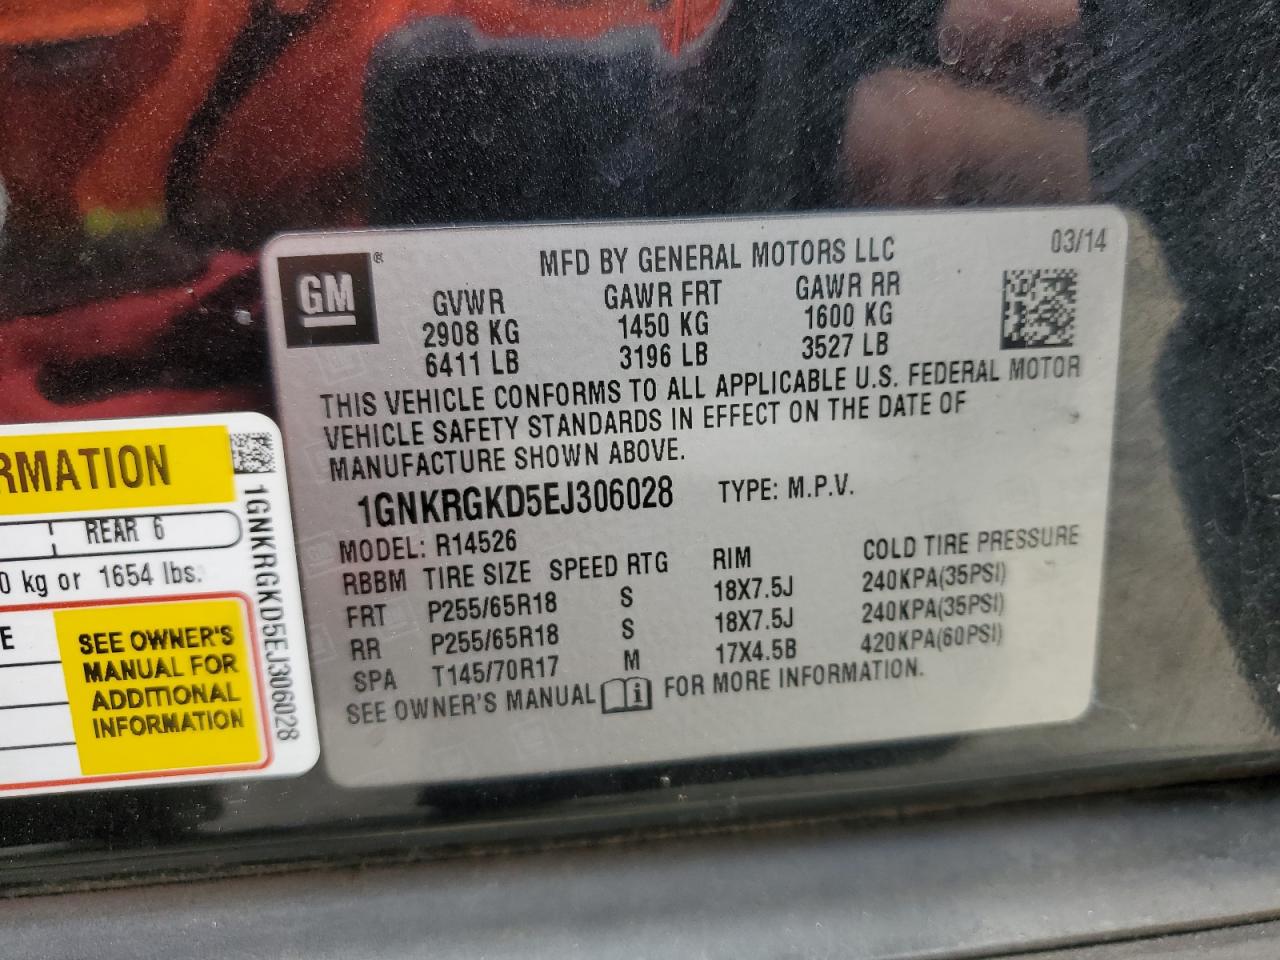 GM ®
MFD BY GENERAL MOTORS LLC
03/14
GVWR GAWR FRT GAWR RR
2908 KG 1450 KG 1600 KG
6411 LB 3196 LB 3527 LB
THIS VEHICLE CONFORMS TO ALL APPLICABLE U.S. FEDERAL MOTOR
VEHICLE SAFETY STANDARDS IN EFFECT ON THE DATE OF
MANUFACTURE SHOWN ABOVE.
1GNKRGKD5EJ306028 TYPE: M.P.V.
MODEL: R14526
RBBM TIRE SIZE SPEED RTG RIM COLD TIRE PRESSURE
FRT P255/65R18 S 18X7.5J 240KPA(35PSI)
RR P255/65R18 S 18X7.5J 240KPA(35PSI)
SPA T145/70R17 M 17X4.5B 420KPA(60PSI)
SEE OWNER'S MANUAL i FOR MORE INFORMATION.
RMATION
REAR 6
0 kg or 1654 lbs.
E
SEE OWNER'S
MANUAL FOR
ADDITIONAL
INFORMATION
1GNKRGKD5EJ306028